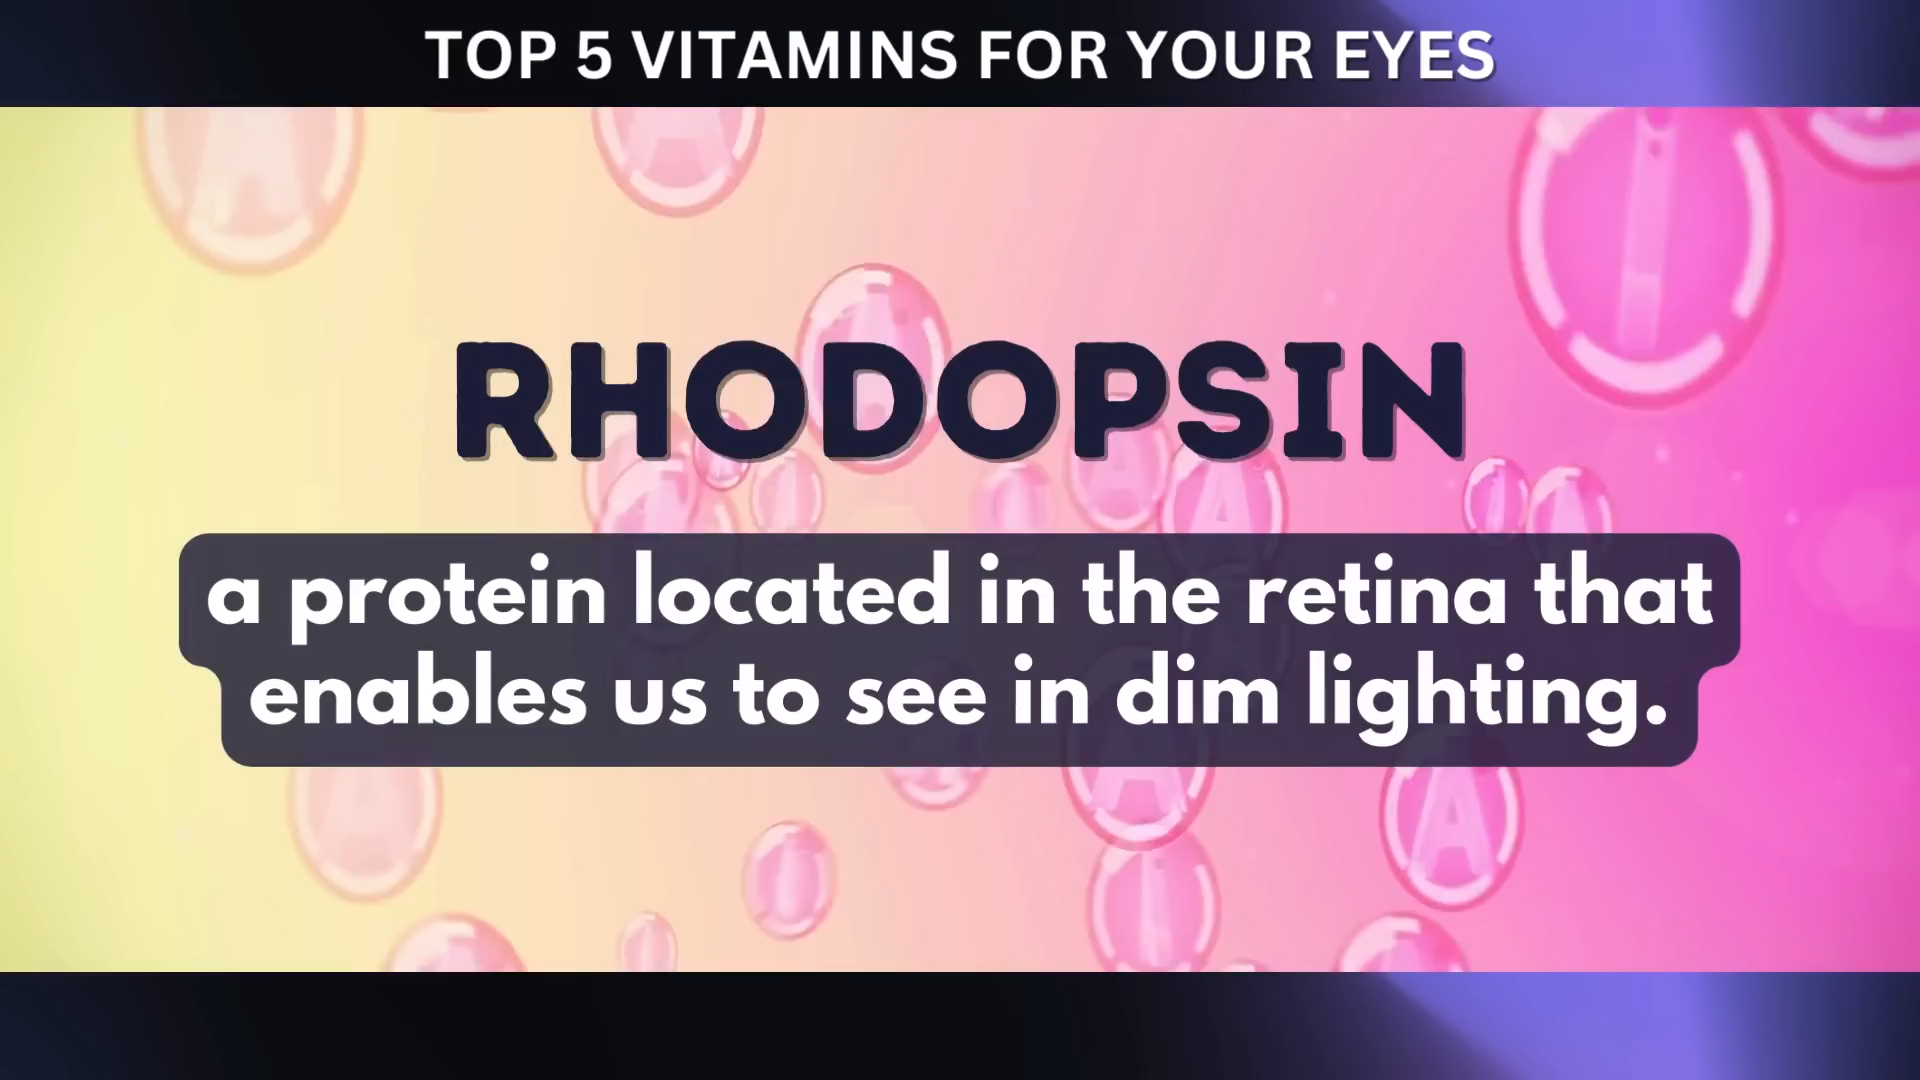 TOP 5 VITAMINS FOR YOUR EYES
RHODOPSIN
a protein located in the retina that
enables us to see in dim lighting.
A
A
A